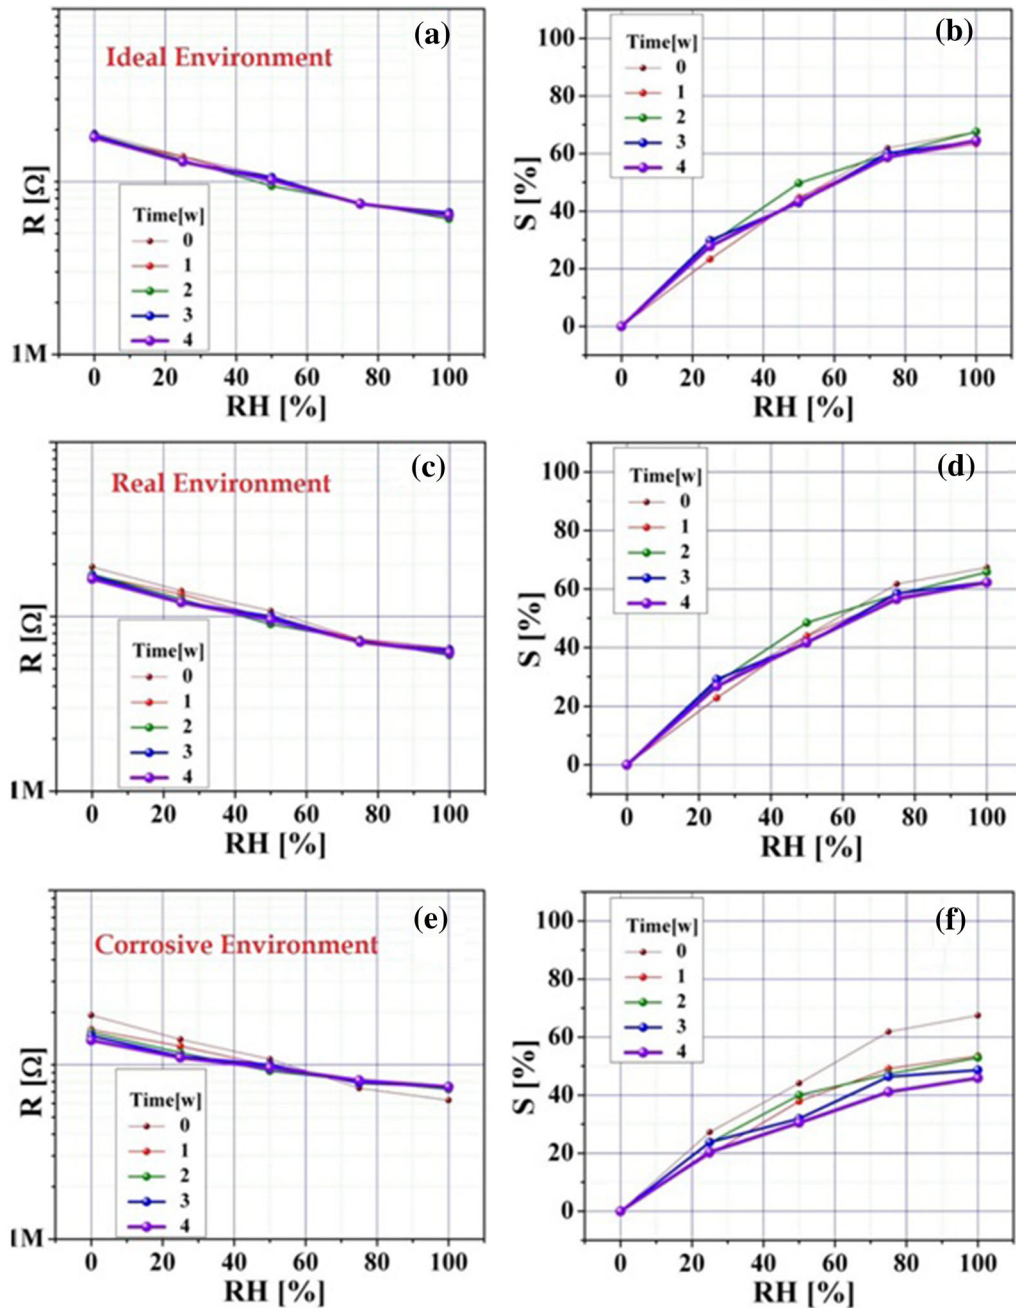 (a)
Ideal Environment
R [Ω]
1M
Time[w]
0
1
2
3
4
0 20 40 60 80 100
RH [%]
(b)
S [%]
100
80
60
40
20
0
Time[w]
0
1
2
3
4
0 20 40 60 80 100
RH [%]
(c)
Real Environment
R [Ω]
1M
Time[w]
0
1
2
3
4
0 20 40 60 80 100
RH [%]
(d)
S [%]
100
80
60
40
20
0
Time[w]
0
1
2
3
4
0 20 40 60 80 100
RH [%]
(e)
Corrosive Environment
R [Ω]
1M
Time[w]
0
1
2
3
4
0 20 40 60 80 100
RH [%]
(f)
S [%]
100
80
60
40
20
0
Time[w]
0
1
2
3
4
0 20 40 60 80 100
RH [%]